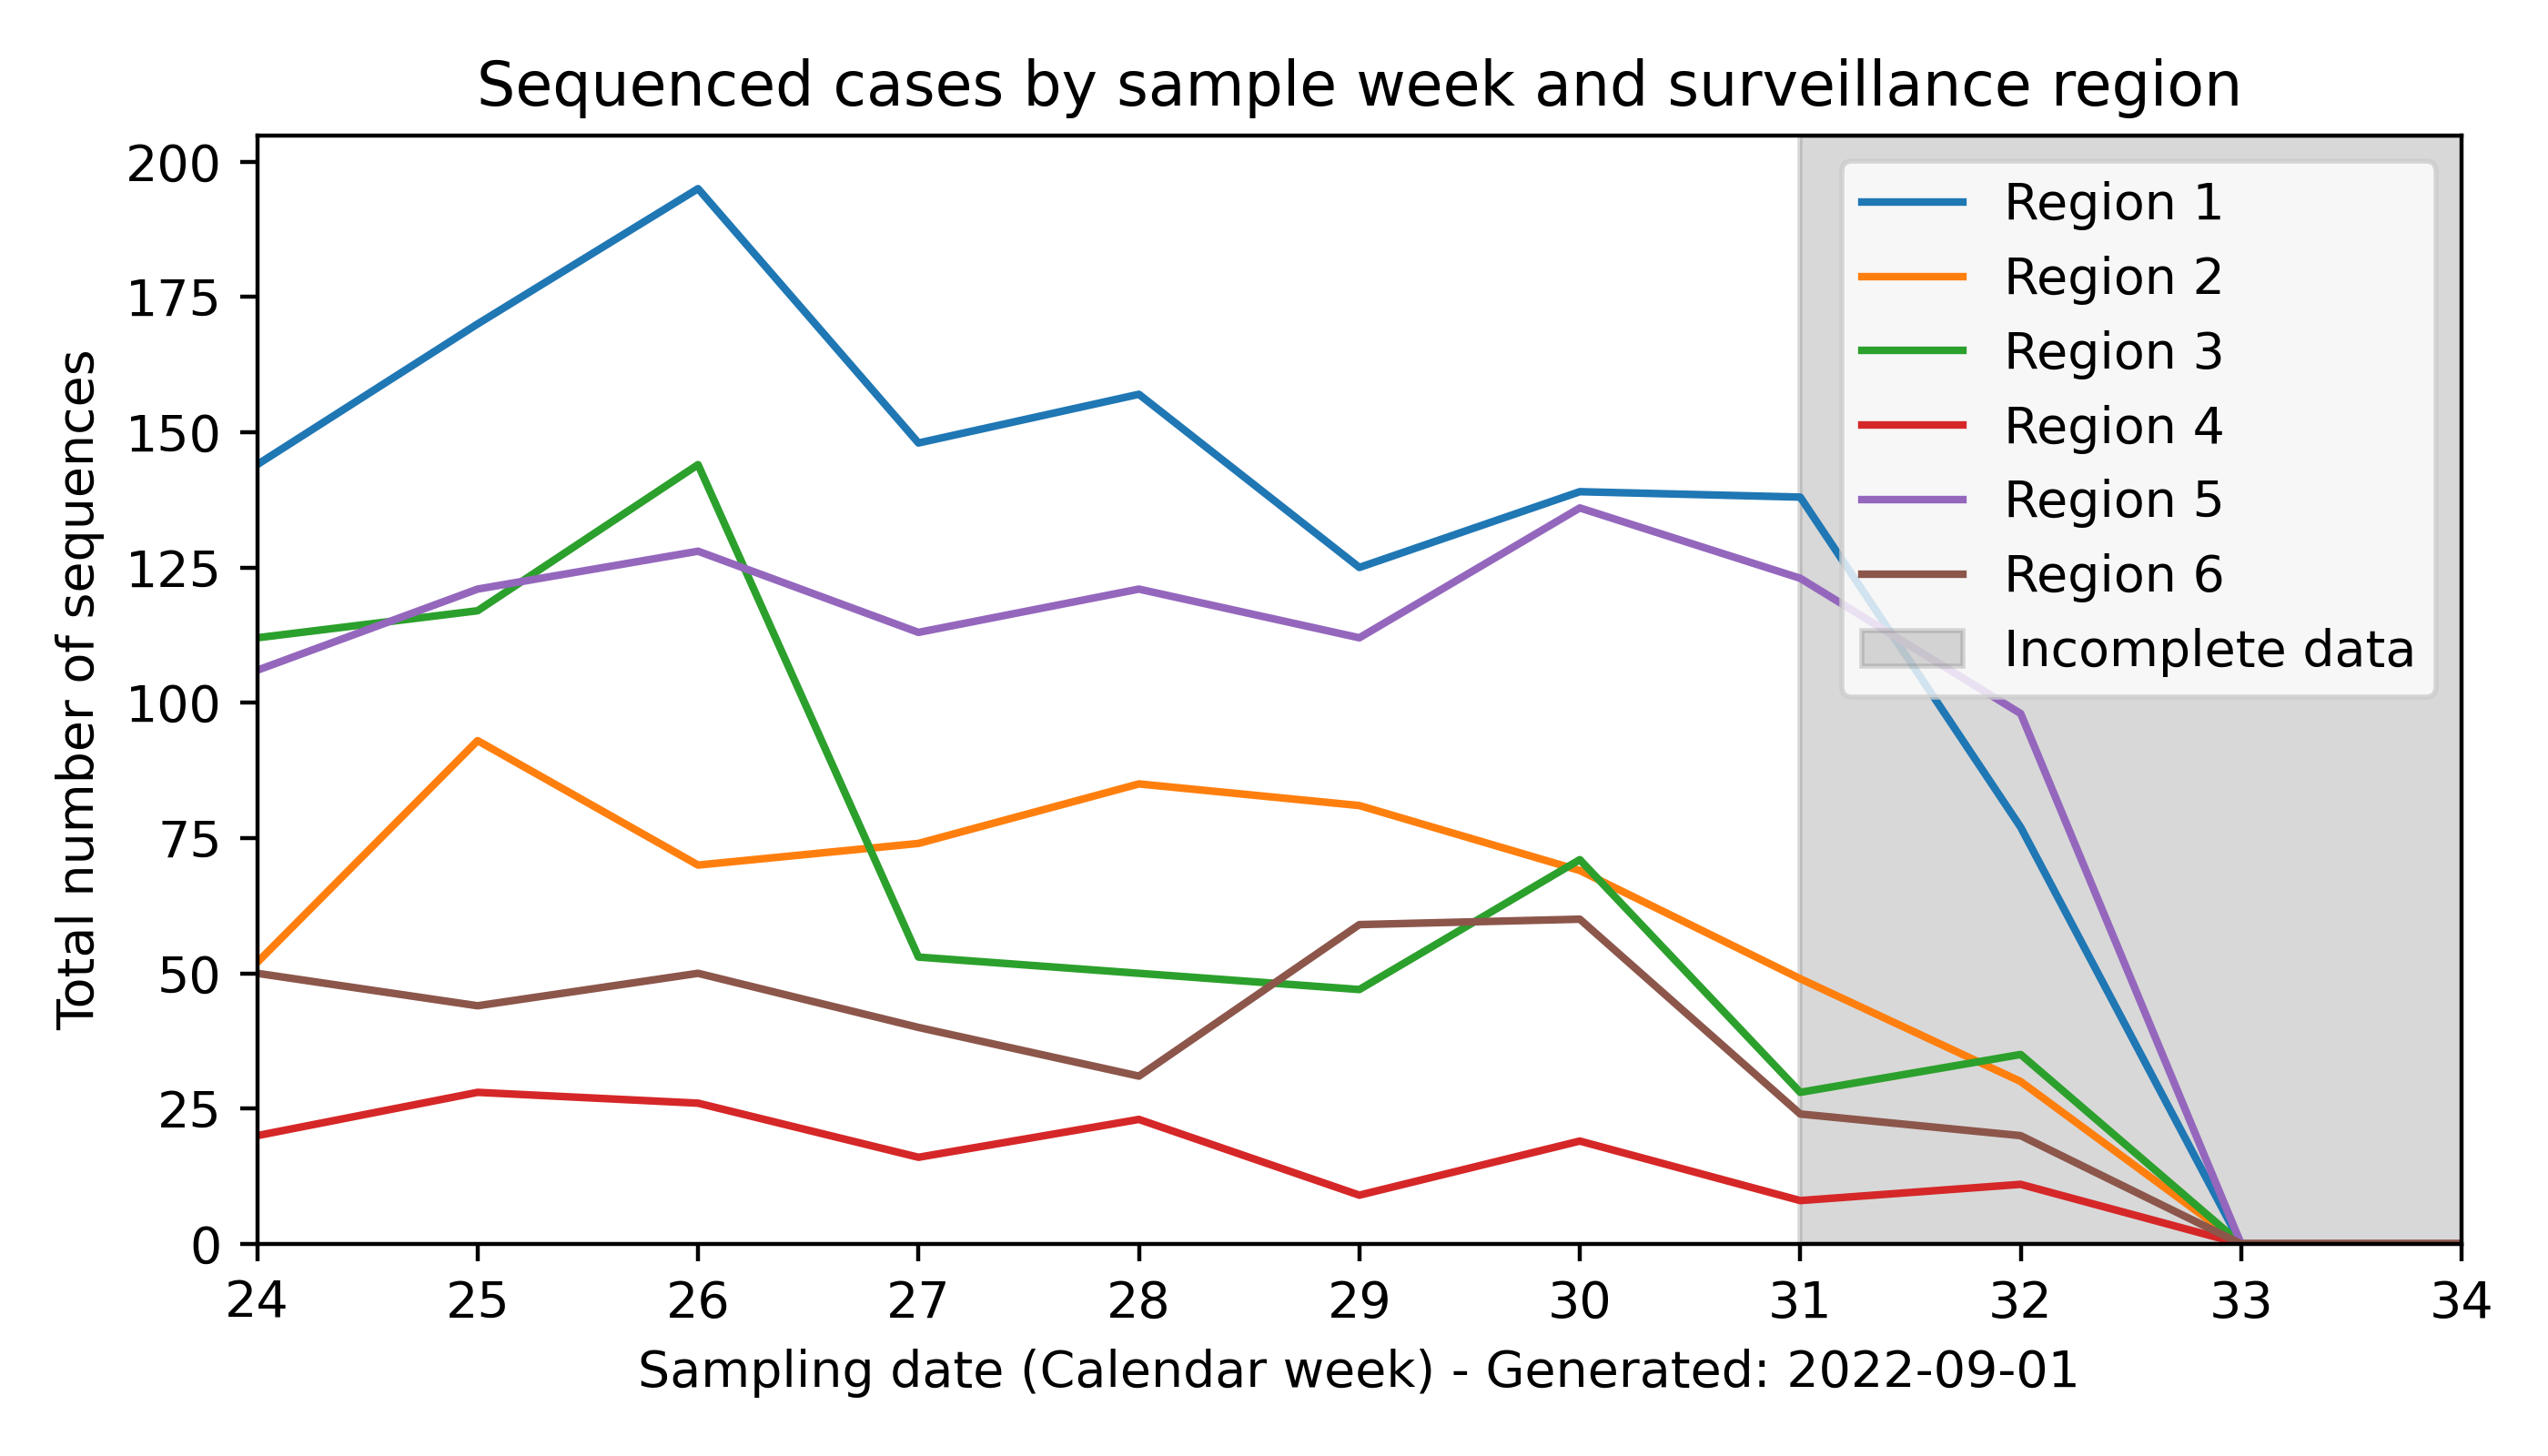 Sequenced cases by sample week and surveillance region
200
175
150
125
100
75
50
25
0
Total number of sequences
Region 1
Region 2
Region 3
Region 4
Region 5
Region 6
Incomplete data
24 25 26 27 28 29 30 31 32 33 34
Sampling date (Calendar week) - Generated: 2022-09-01